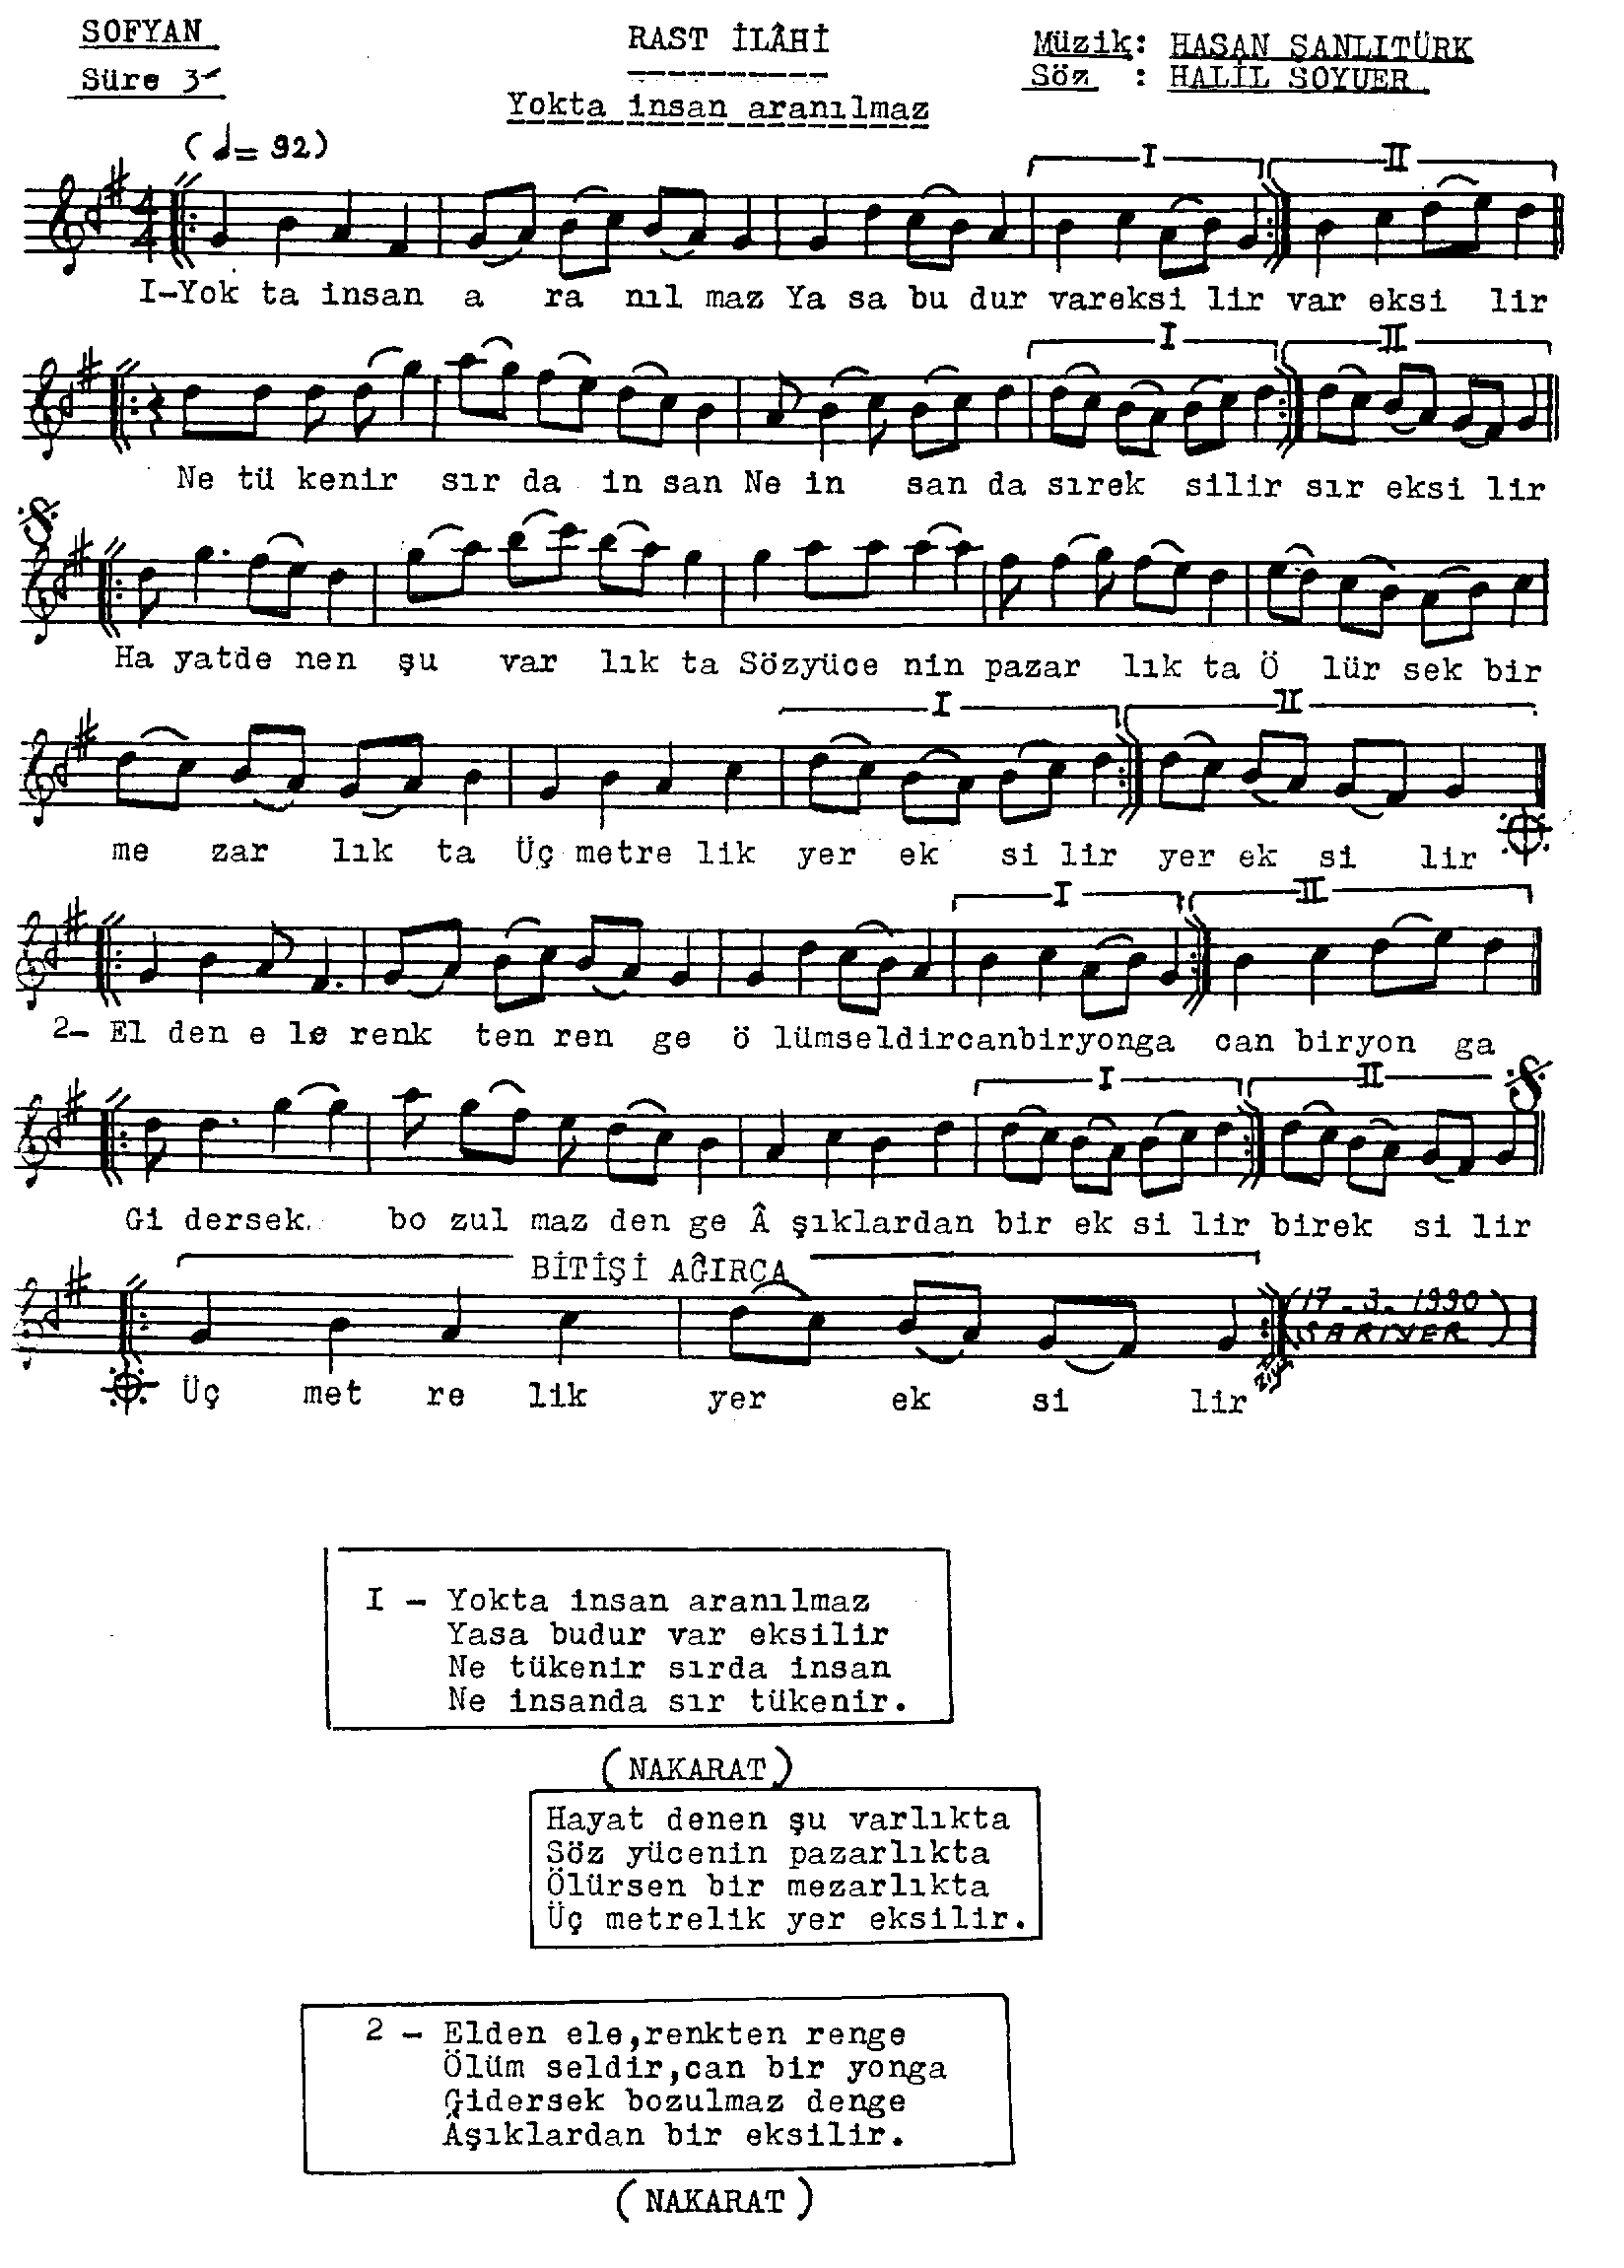 SOFYAN
RAST İLÂHİ
Müzik: HASAN ŞANLITÜRK
Süre 3'
Söz : HALİL SOYUER
Yokta insan aranılmaz
(♩= 92)
I II
4/4
I-Yok ta insan a ra nıl maz Ya sa bu dur vareksi lir var eksi lir
I II
Ne tü kenir sır da in san Ne in san da sırek silir sır eksi lir
Ha yatde nen şu var lık ta Sözyüce nin pazar lık ta Ö lür sek bir
I II
me zar lık ta Üç metre lik yer ek si lir yer ek si lir
I II
2- El den e le renk ten ren ge ö lümseldircanbiryonga can biryon ga
I II
Gi dersek bo zul maz den ge Â şıklardan bir ek si lir birek si lir
BİTİŞİ AĞIRCA
(17-3-1990
SARIYER)
Üç met re lik yer ek si lir
I - Yokta insan aranılmaz
Yasa budur var eksilir
Ne tükenir sırda insan
Ne insanda sır tükenir.
(NAKARAT)
Hayat denen şu varlıkta
Söz yücenin pazarlıkta
Ölürsen bir mezarlıkta
Üç metrelik yer eksilir.
2 - Elden ele,renkten renge
Ölüm seldir,can bir yonga
Gidersek bozulmaz denge
Âşıklardan bir eksilir.
(NAKARAT)